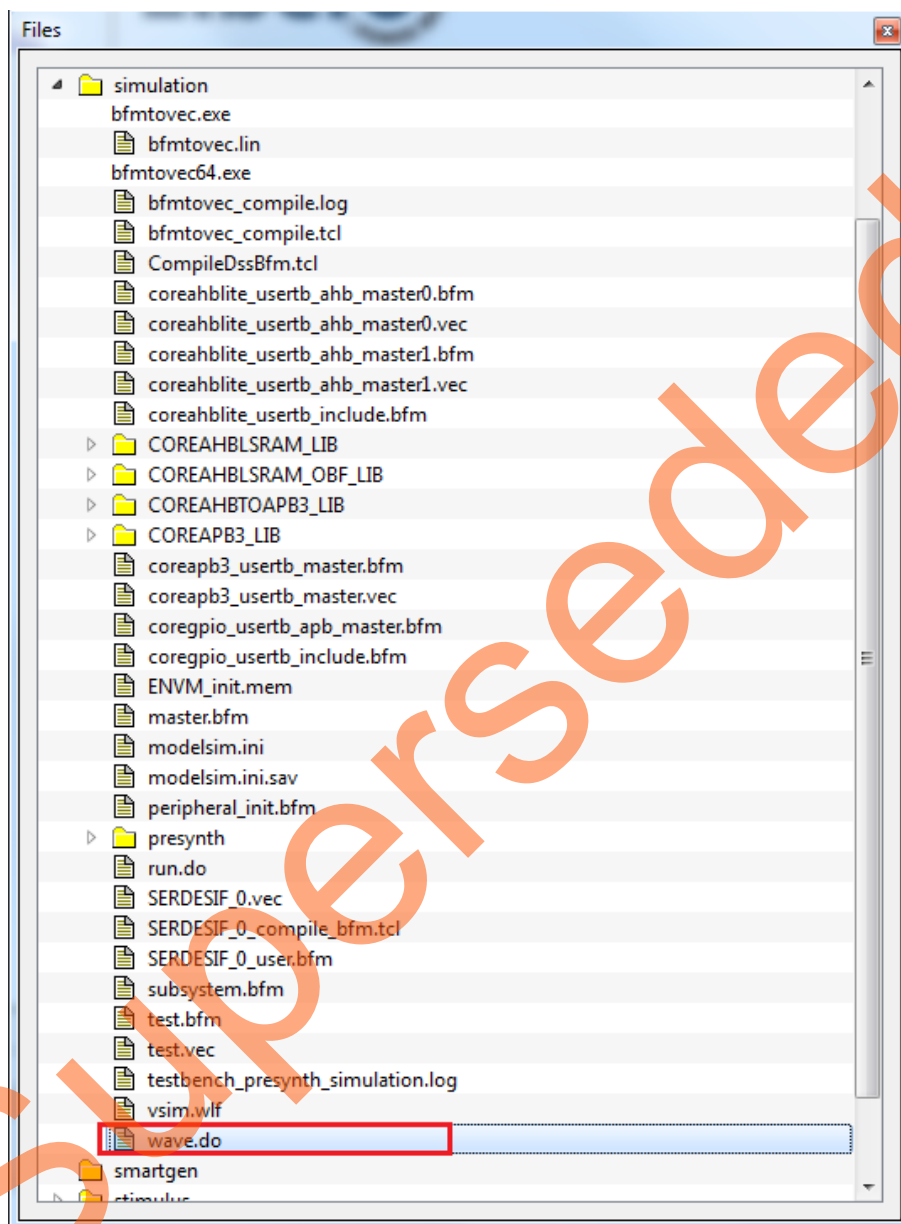 Files
simulation
bfmtovec.exe
bfmtovec.lin
bfmtovec64.exe
bfmtovec_compile.log
bfmtovec_compile.tcl
CompileDssBfm.tcl
coreahblite_usertb_ahb_master0.bfm
coreahblite_usertb_ahb_master0.vec
coreahblite_usertb_ahb_master1.bfm
coreahblite_usertb_ahb_master1.vec
coreahblite_usertb_include.bfm
COREAHBLSRAM_LIB
COREAHBLSRAM_OBF_LIB
COREAHBTOAPB3_LIB
COREAPB3_LIB
coreapb3_usertb_master.bfm
coreapb3_usertb_master.vec
coregpio_usertb_apb_master.bfm
coregpio_usertb_include.bfm
ENVM_init.mem
master.bfm
modelsim.ini
modelsim.ini.sav
peripheral_init.bfm
presynth
run.do
SERDESIF_0.vec
SERDESIF_0_compile_bfm.tcl
SERDESIF_0_user.bfm
subsystem.bfm
test.bfm
test.vec
testbench_presynth_simulation.log
vsim.wlf
wave.do
smartgen
stimulus
Superseded